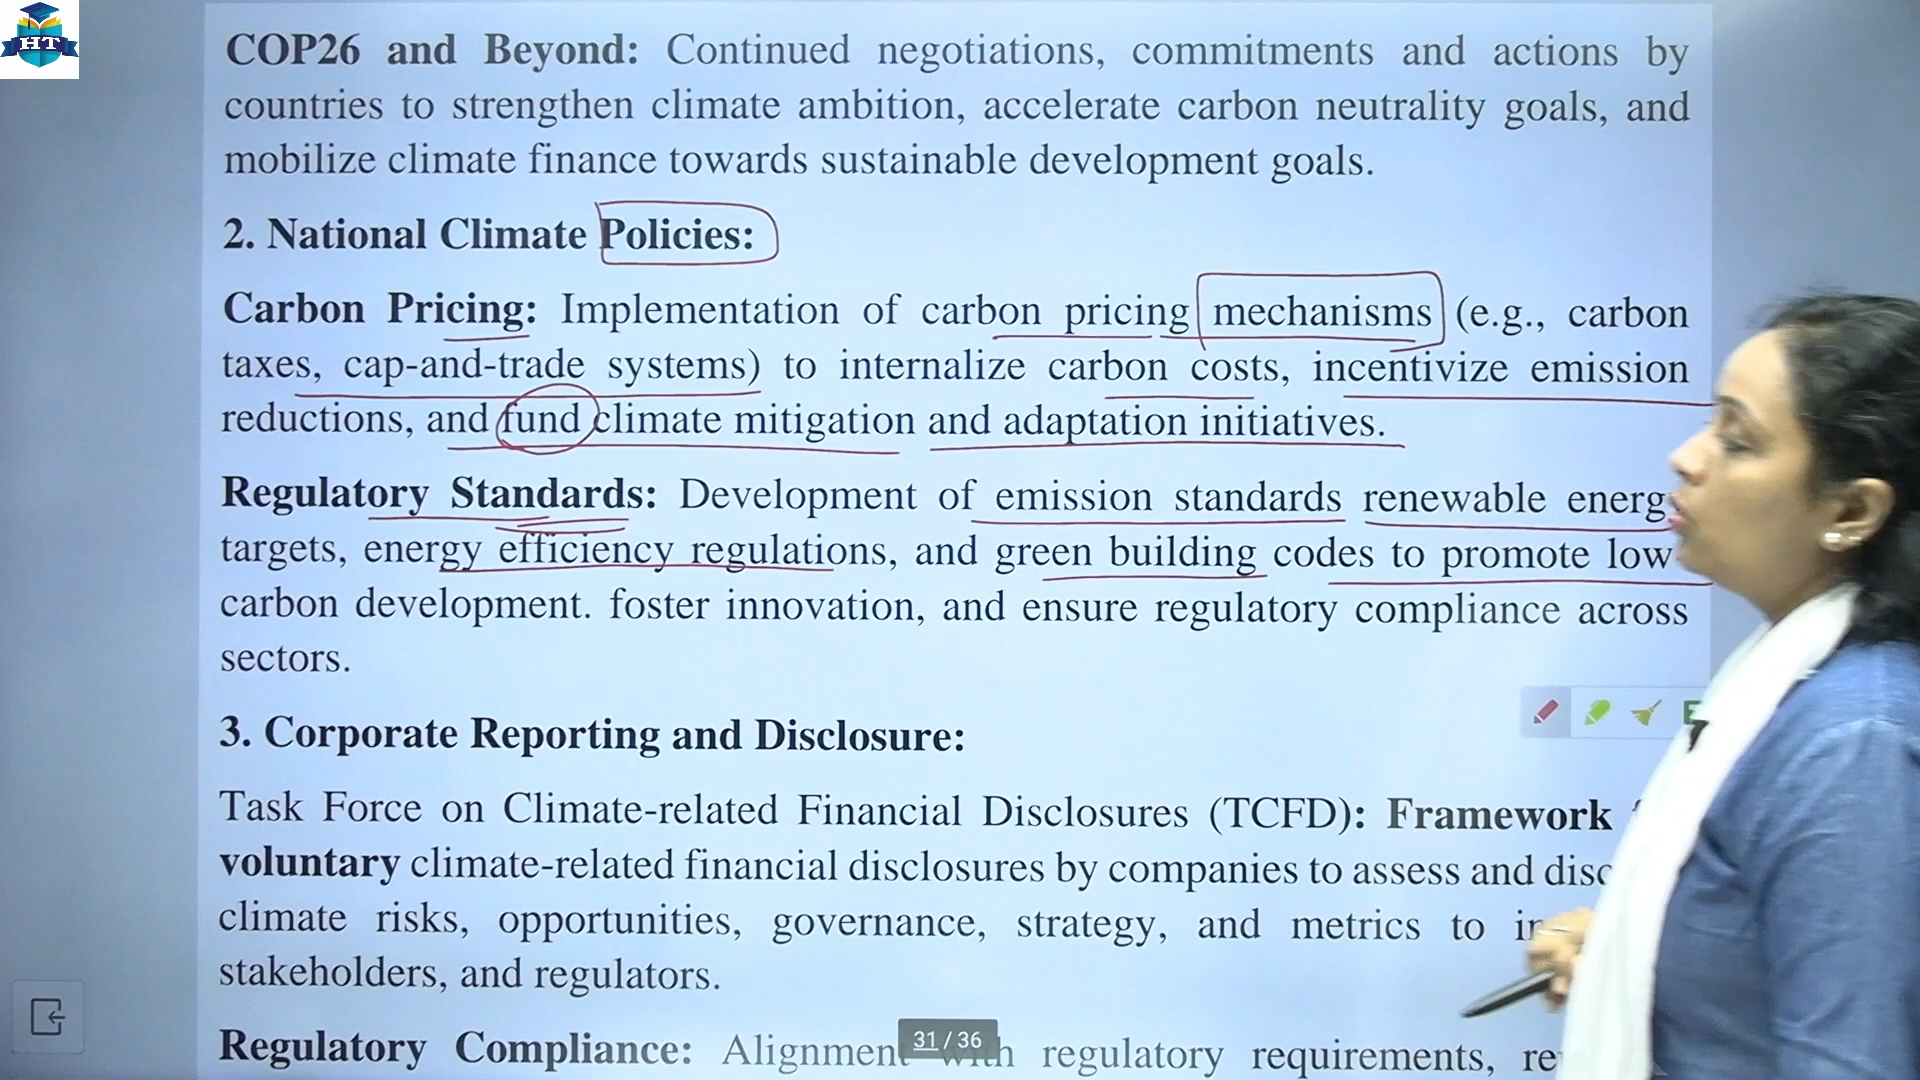 HT
COP26 and Beyond: Continued negotiations, commitments and actions by
countries to strengthen climate ambition, accelerate carbon neutrality goals, and
mobilize climate finance towards sustainable development goals.
2. National Climate Policies:
Carbon Pricing: Implementation of carbon pricing mechanisms (e.g., carbon
taxes, cap-and-trade systems) to internalize carbon costs, incentivize emission
reductions, and fund climate mitigation and adaptation initiatives.
Regulatory Standards: Development of emission standards renewable energ
targets, energy efficiency regulations, and green building codes to promote low
carbon development. foster innovation, and ensure regulatory compliance across
sectors.
3. Corporate Reporting and Disclosure:
Task Force on Climate-related Financial Disclosures (TCFD): Framework
voluntary climate-related financial disclosures by companies to assess and disc
climate risks, opportunities, governance, strategy, and metrics to
stakeholders, and regulators.
Regulatory Compliance: Alignment with regulatory requirements,
31 / 36